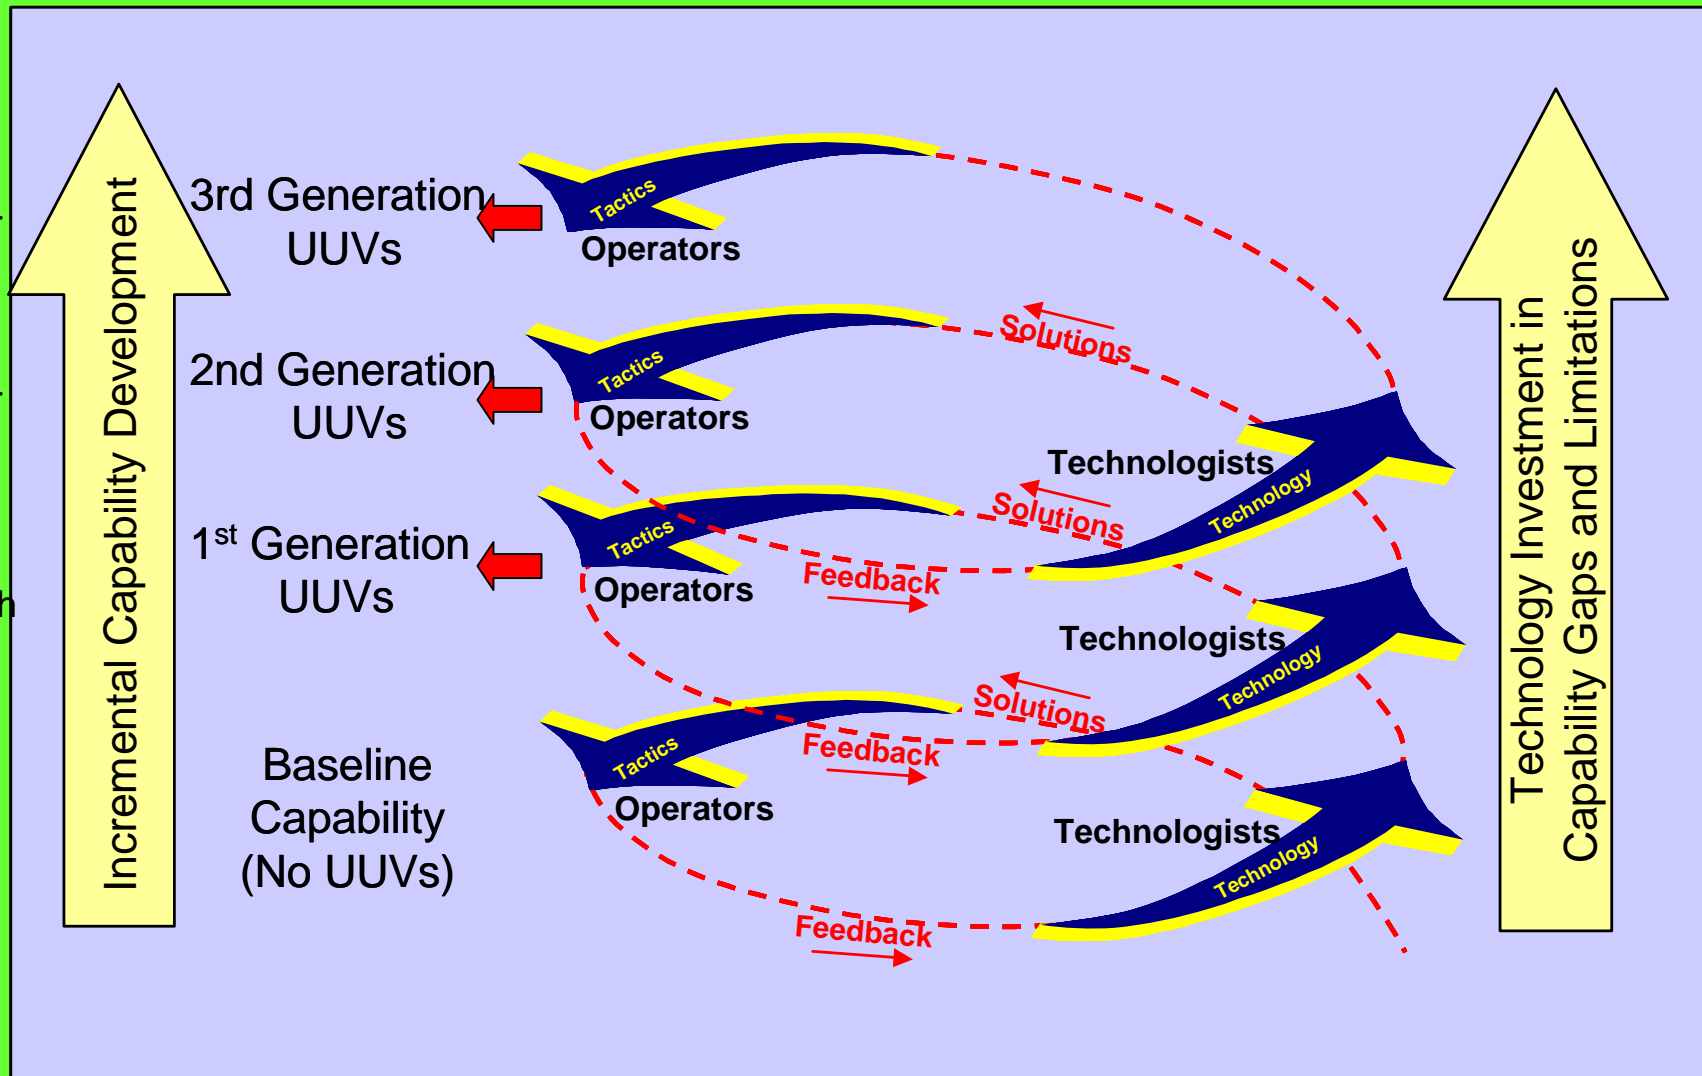 Incremental Capability Development
3rd Generation
UUVs
Tactics
Operators
2nd Generation
UUVs
Tactics
Operators
Solutions
Technologists
Technology
1st Generation
UUVs
Tactics
Operators
Solutions
Feedback
Technologists
Technology
Baseline
Capability
(No UUVs)
Tactics
Operators
Solutions
Feedback
Technologists
Technology
Feedback
Technology Investment in
Capability Gaps and Limitations
h